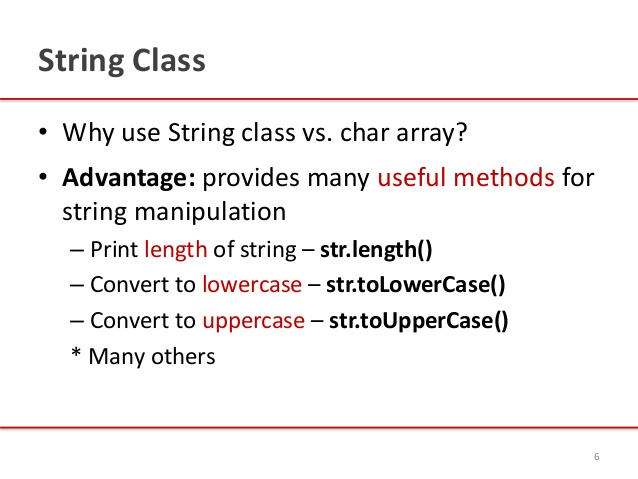 String Class
• Why use String class vs. char array?
• Advantage: provides many useful methods for
string manipulation
– Print length of string – str.length()
– Convert to lowercase – str.toLowerCase()
– Convert to uppercase – str.toUpperCase()
* Many others
6